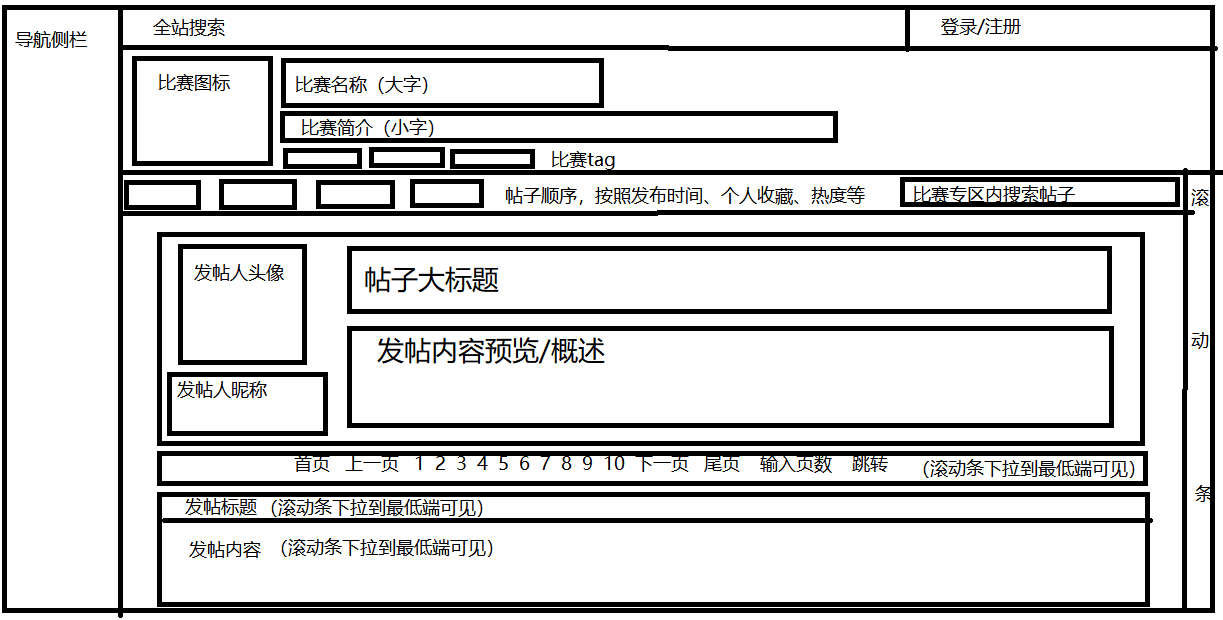 导航侧栏
全站搜索
登录/注册
比赛图标
比赛名称（大字）
比赛简介（小字）
比赛tag
帖子顺序，按照发布时间、个人收藏、热度等
比赛专区内搜索帖子
滚
动
条
发帖人头像
帖子大标题
发帖内容预览/概述
发帖人昵称
首页 上一页 1 2 3 4 5 6 7 8 9 10 下一页 尾页 输入页数 跳转 （滚动条下拉到最低端可见）
发帖标题 （滚动条下拉到最低端可见）
发帖内容 （滚动条下拉到最低端可见）